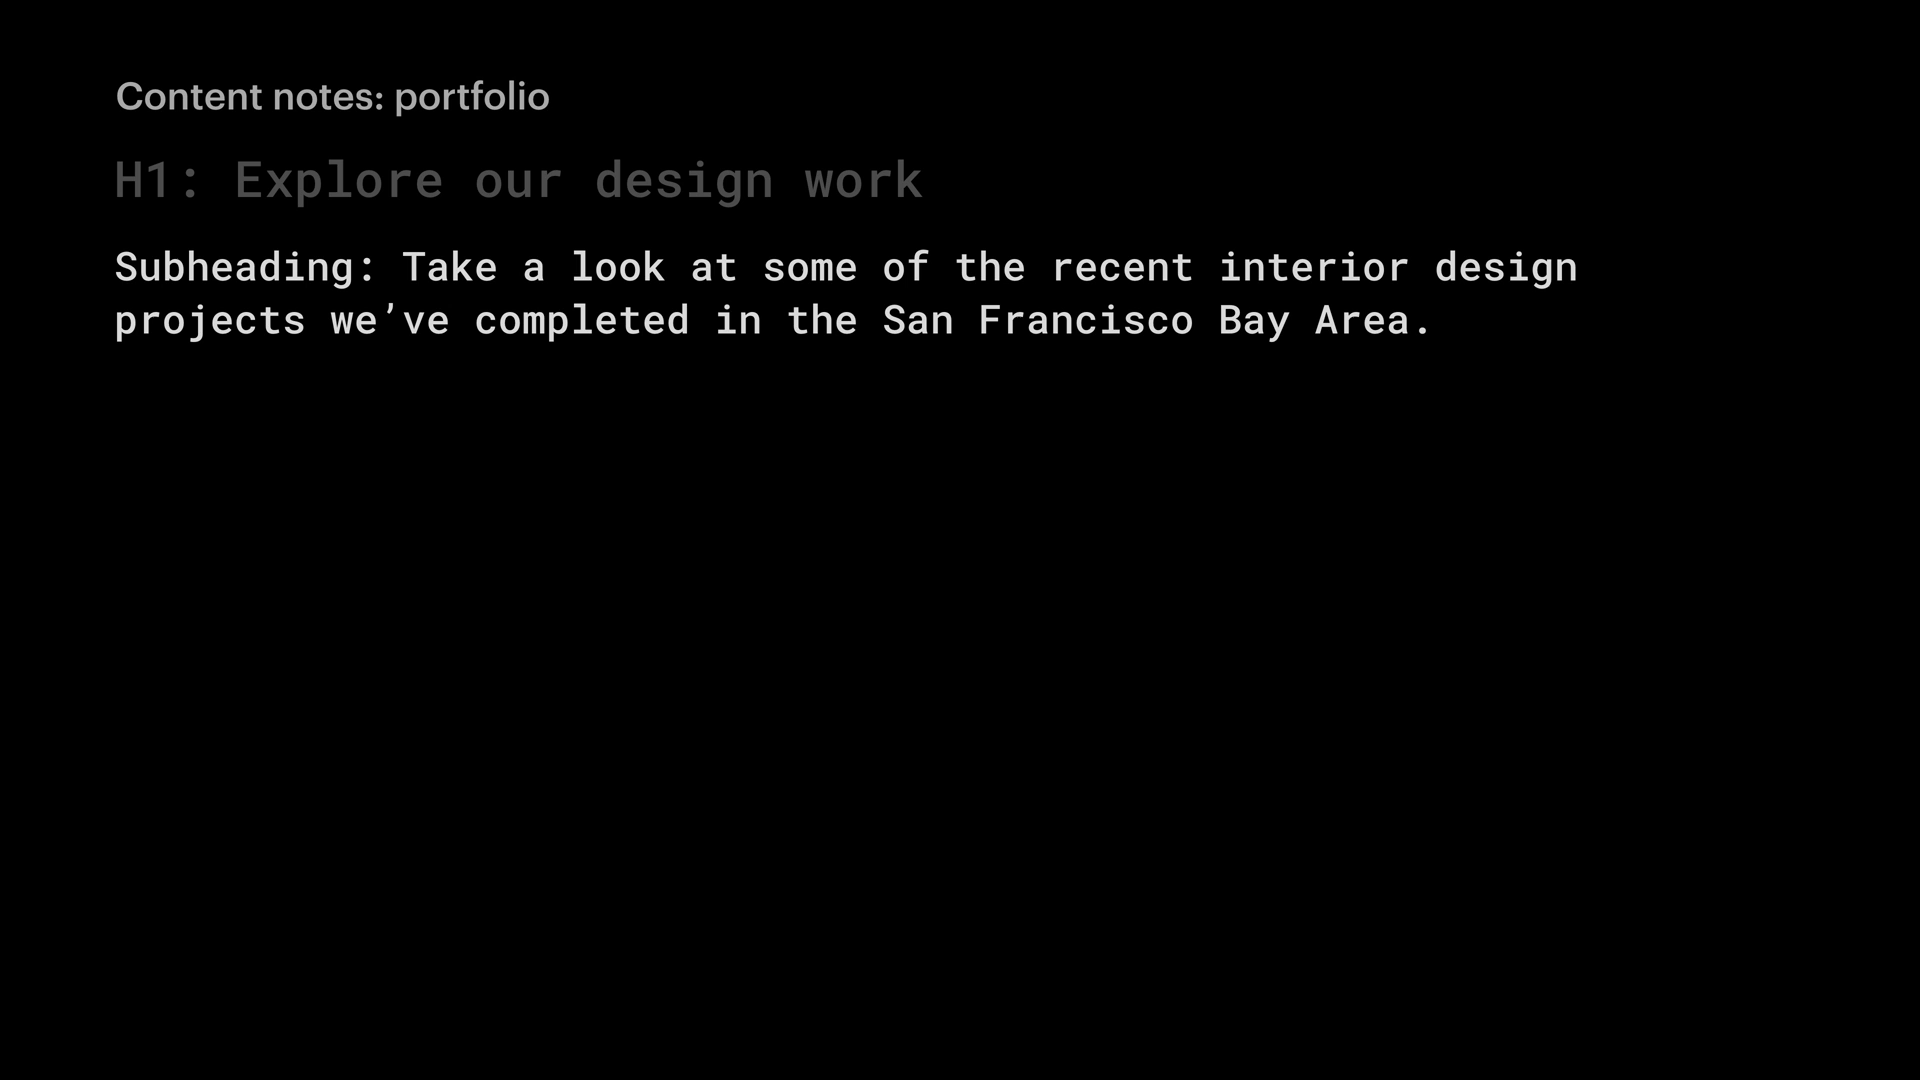 Content notes: portfolio
H1: Explore our design work
Subheading: Take a look at some of the recent interior design
projects we’ve completed in the San Francisco Bay Area.